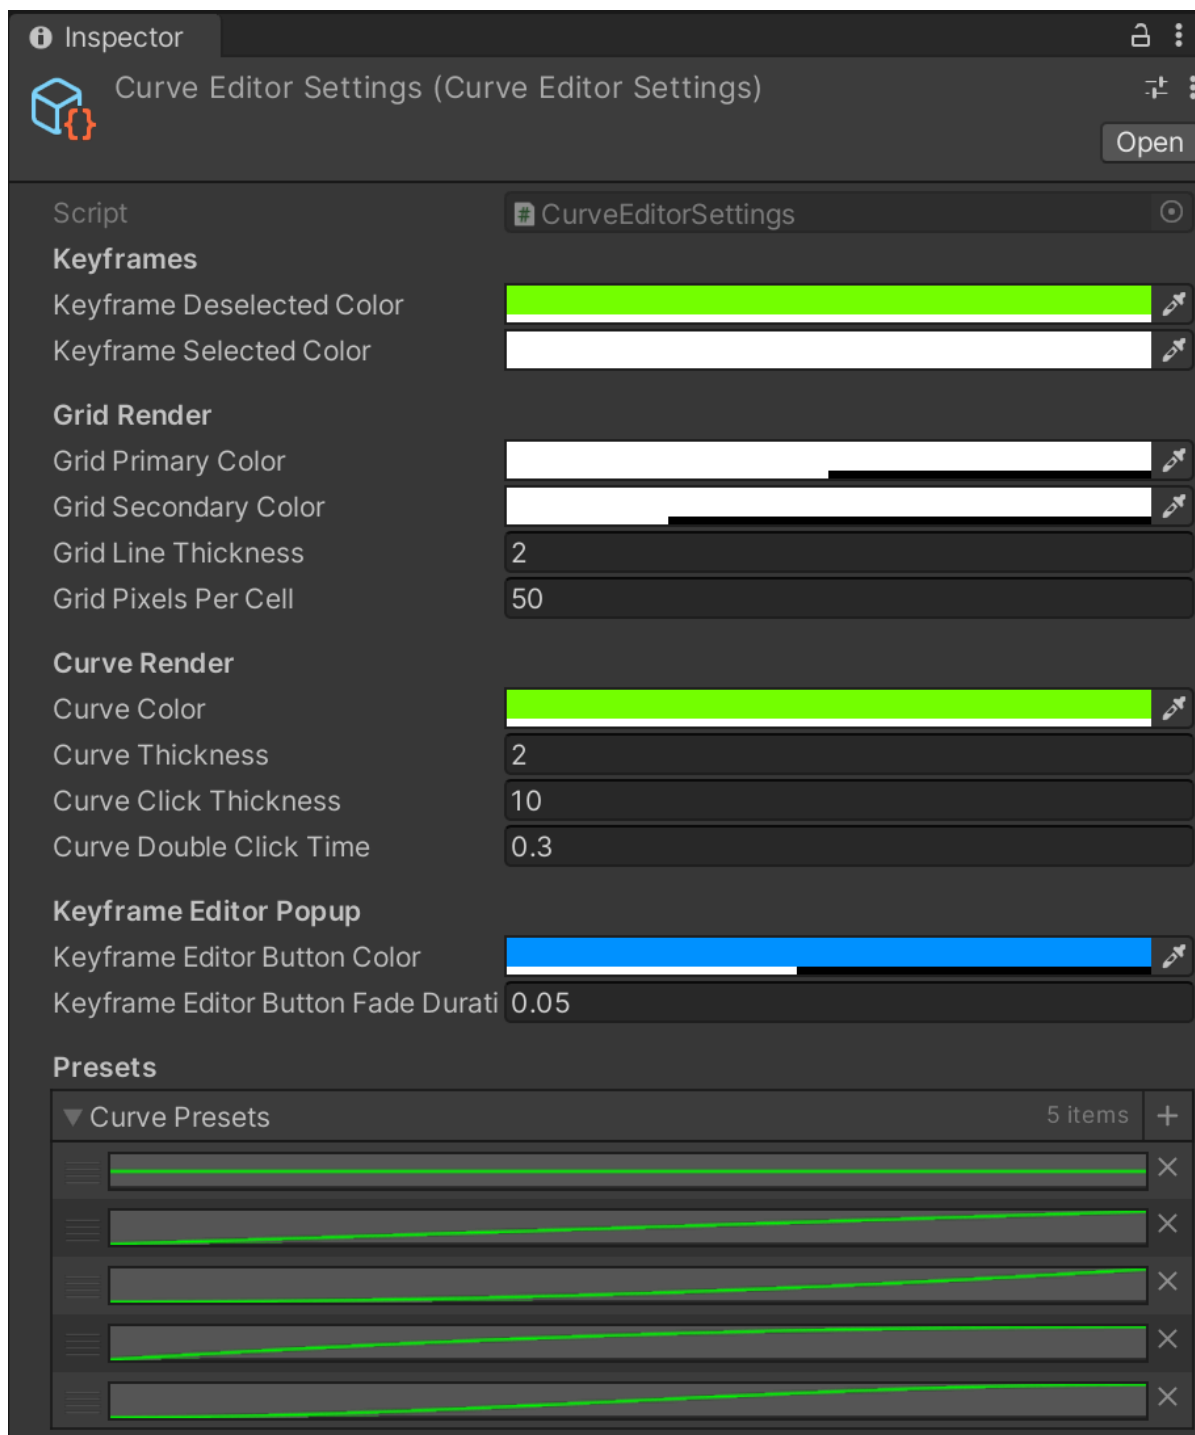 Inspector
Curve Editor Settings (Curve Editor Settings)
Open
Script CurveEditorSettings
Keyframes
Keyframe Deselected Color
Keyframe Selected Color
Grid Render
Grid Primary Color
Grid Secondary Color
Grid Line Thickness 2
Grid Pixels Per Cell 50
Curve Render
Curve Color
Curve Thickness 2
Curve Click Thickness 10
Curve Double Click Time 0.3
Keyframe Editor Popup
Keyframe Editor Button Color
Keyframe Editor Button Fade Durati 0.05
Presets
Curve Presets 5 items